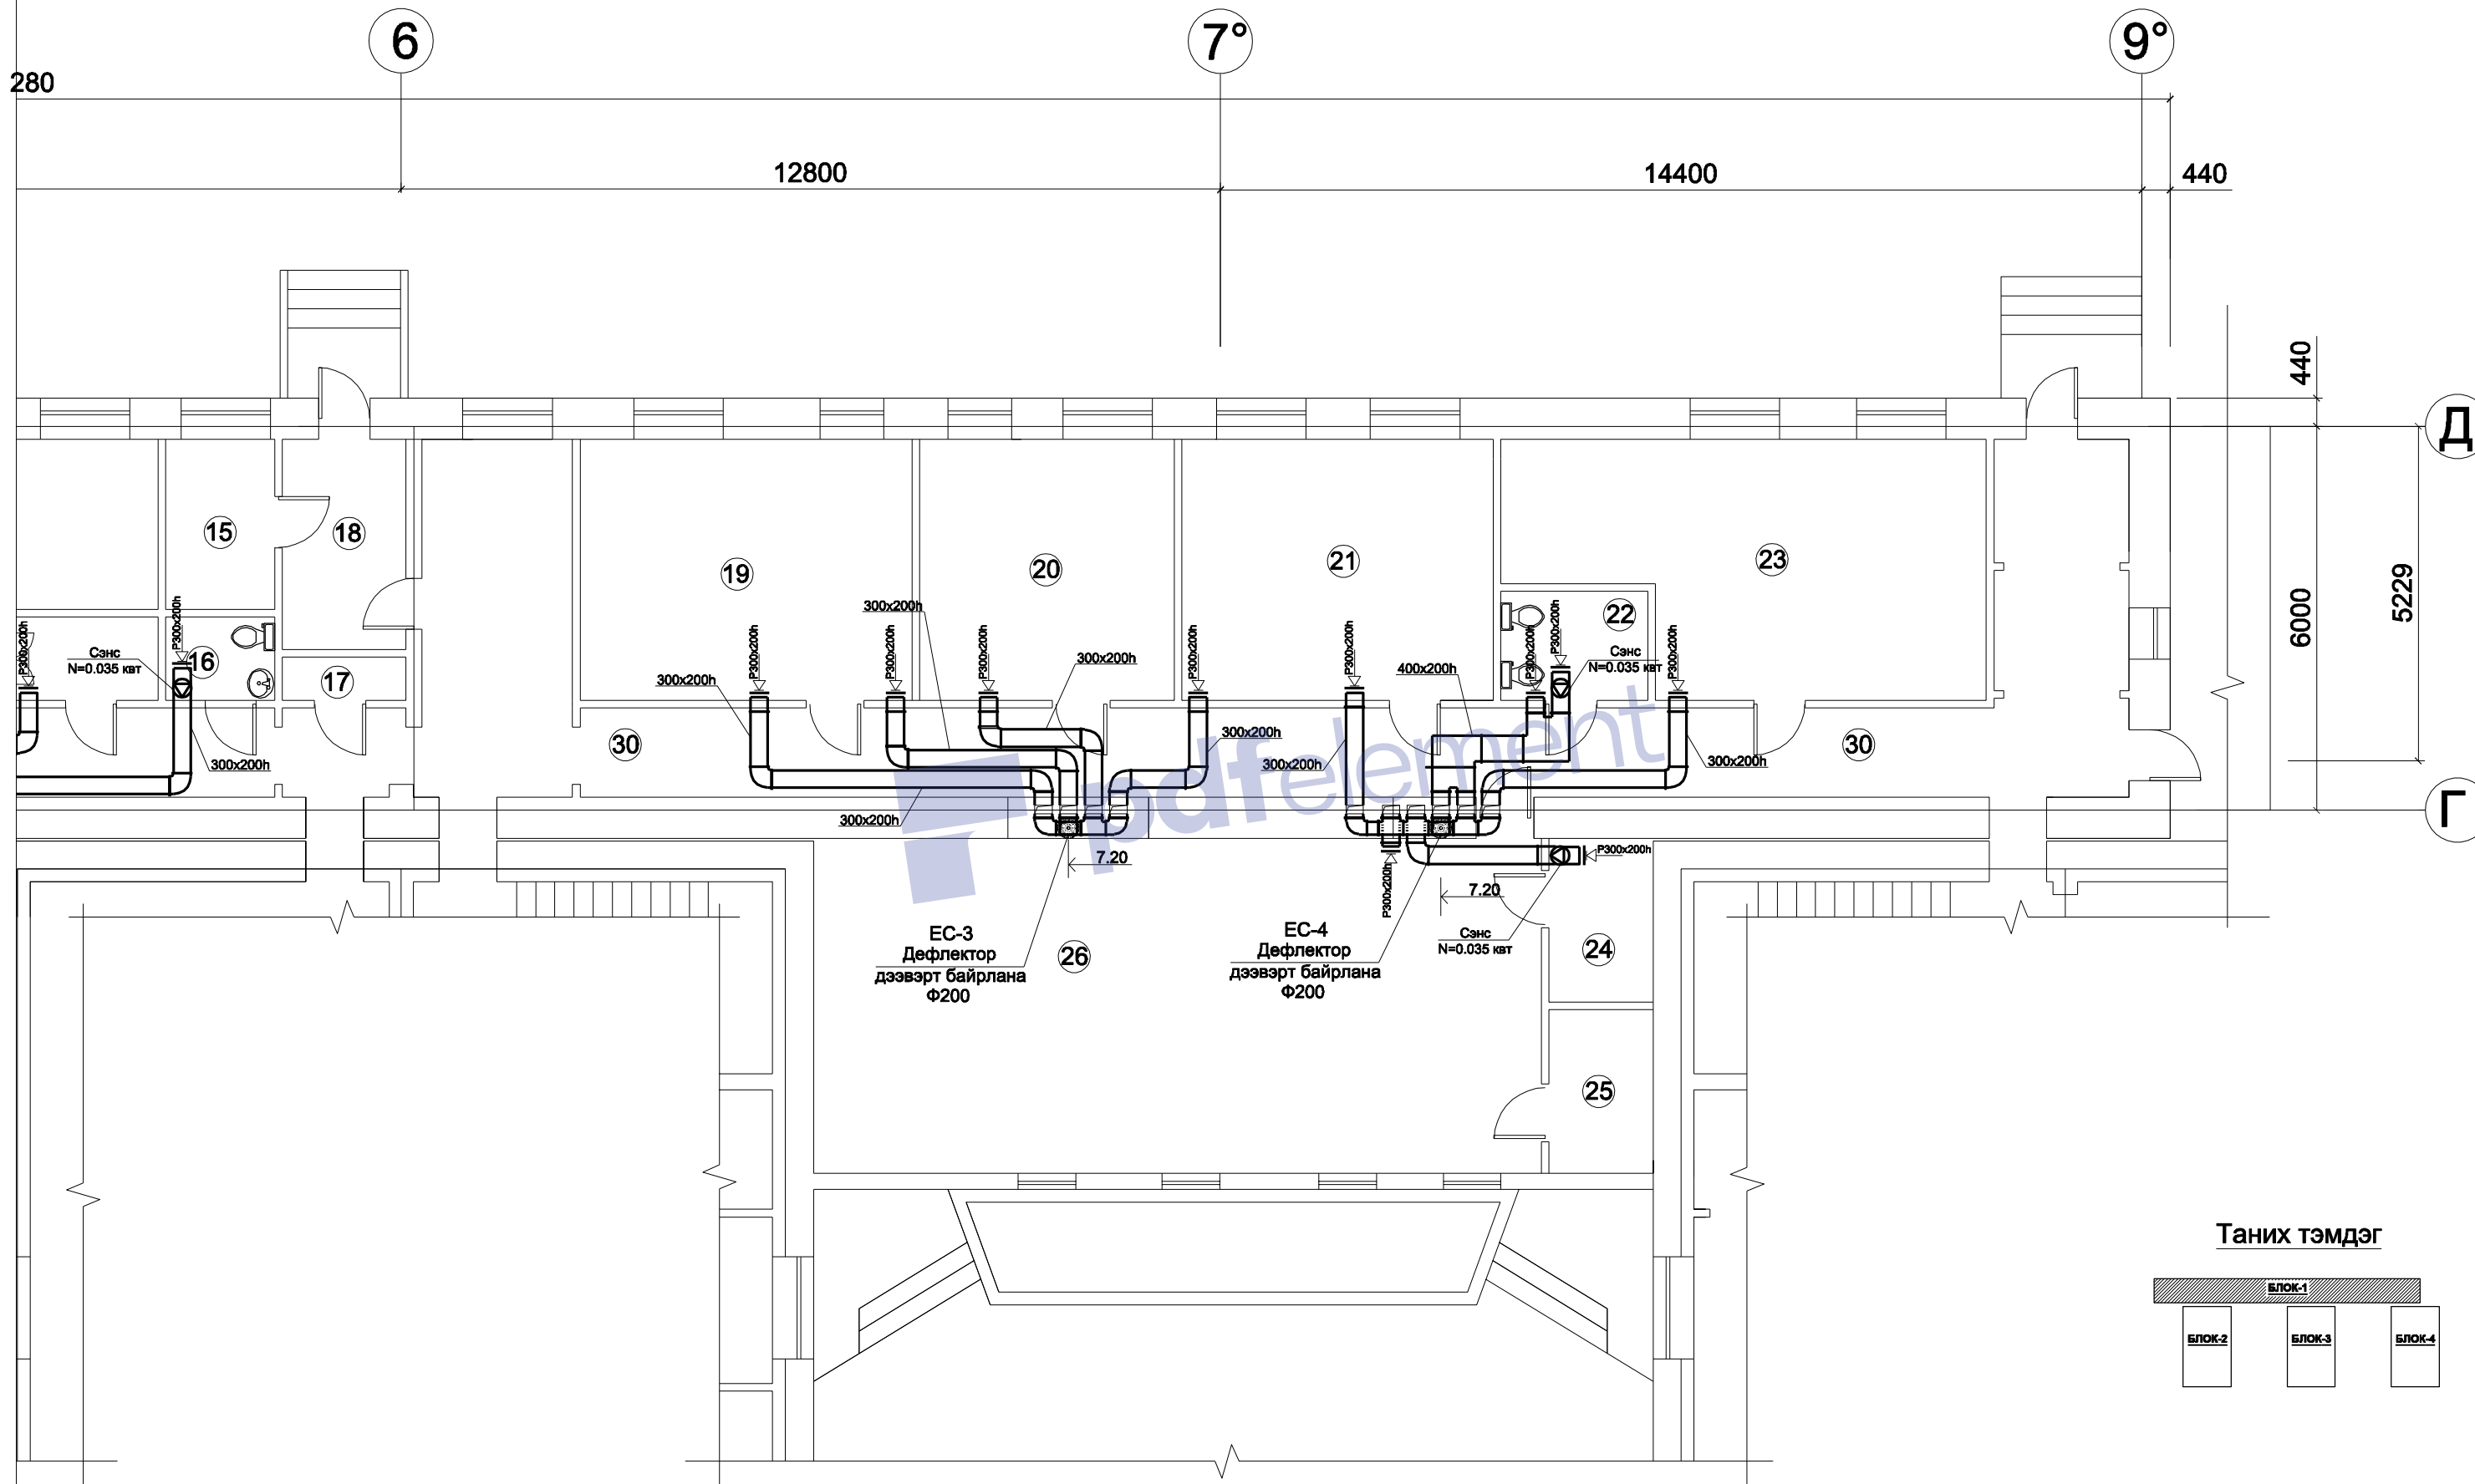 6
7°
9°
280
12800
14400
440
440
Д
6000
5229
Г
15
18
19
20
21
23
22
16
17
30
30
P300x200h
P300x200h
Сэнс
N=0.035 квт
300x200h
P300x200h
300x200h
300x200h
P300x200h
300x200h
P300x200h
300x200h
P300x200h
300x200h
P300x200h
300x200h
400x200h
P300x200h
P300x200h
Сэнс
N=0.035 квт
P300x200h
300x200h
pdfelement
7.20
P300x200h
P300x200h
7.20
Сэнс
N=0.035 квт
ЕС-3
Дефлектор
дээвэрт байрлана
Ф200
26
ЕС-4
Дефлектор
дээвэрт байрлана
Ф200
24
25
Таних тэмдэг
БЛОК-1
БЛОК-2
БЛОК-3
БЛОК-4